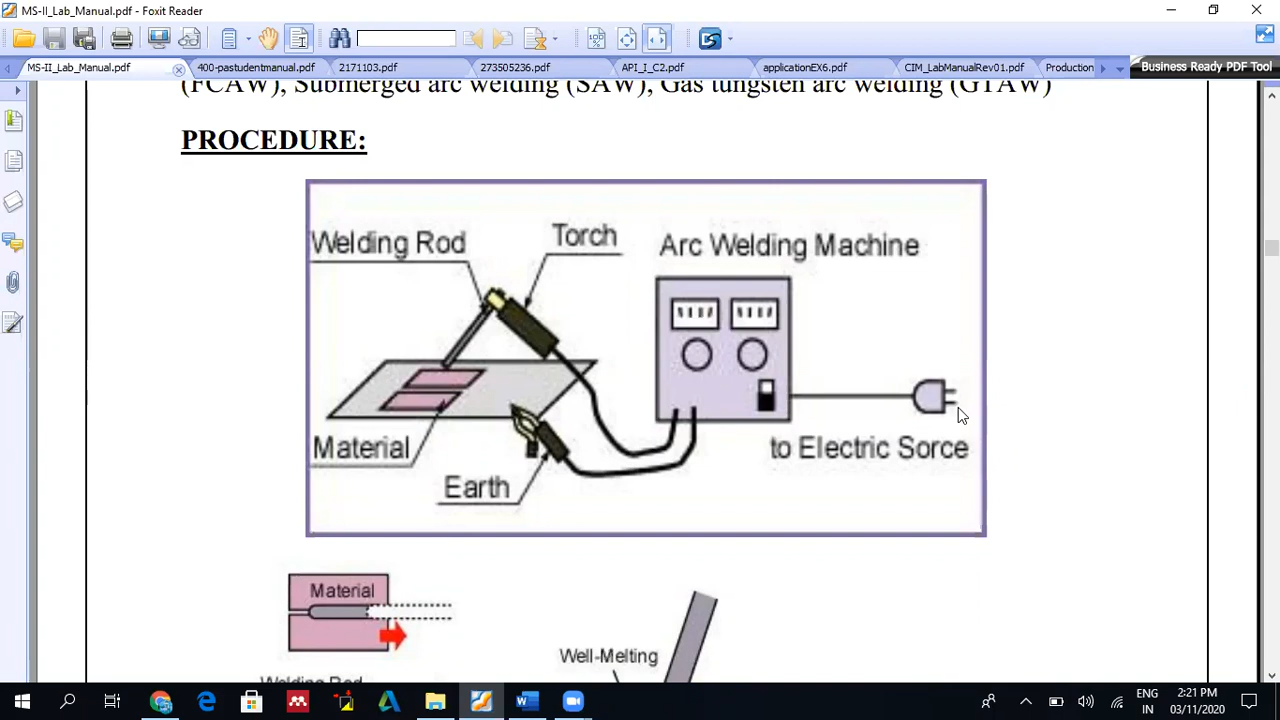 MS-II_Lab_Manual.pdf - Foxit Reader
MS-II_Lab_Manual.pdf
400-pastudentmanual.pdf
2171103.pdf
273505236.pdf
API_I_C2.pdf
applicationEX6.pdf
CIM_LabManualRev01.pdf
Production
Business Ready PDF Tool
(FCAW), Submerged arc welding (SAW), Gas tungsten arc welding (GTAW)
PROCEDURE:
Welding Rod
Torch
Arc Welding Machine
Material
to Electric Sorce
Earth
Material
Well-Melting
Welding Rod
ENG
IN
2:21 PM
03/11/2020